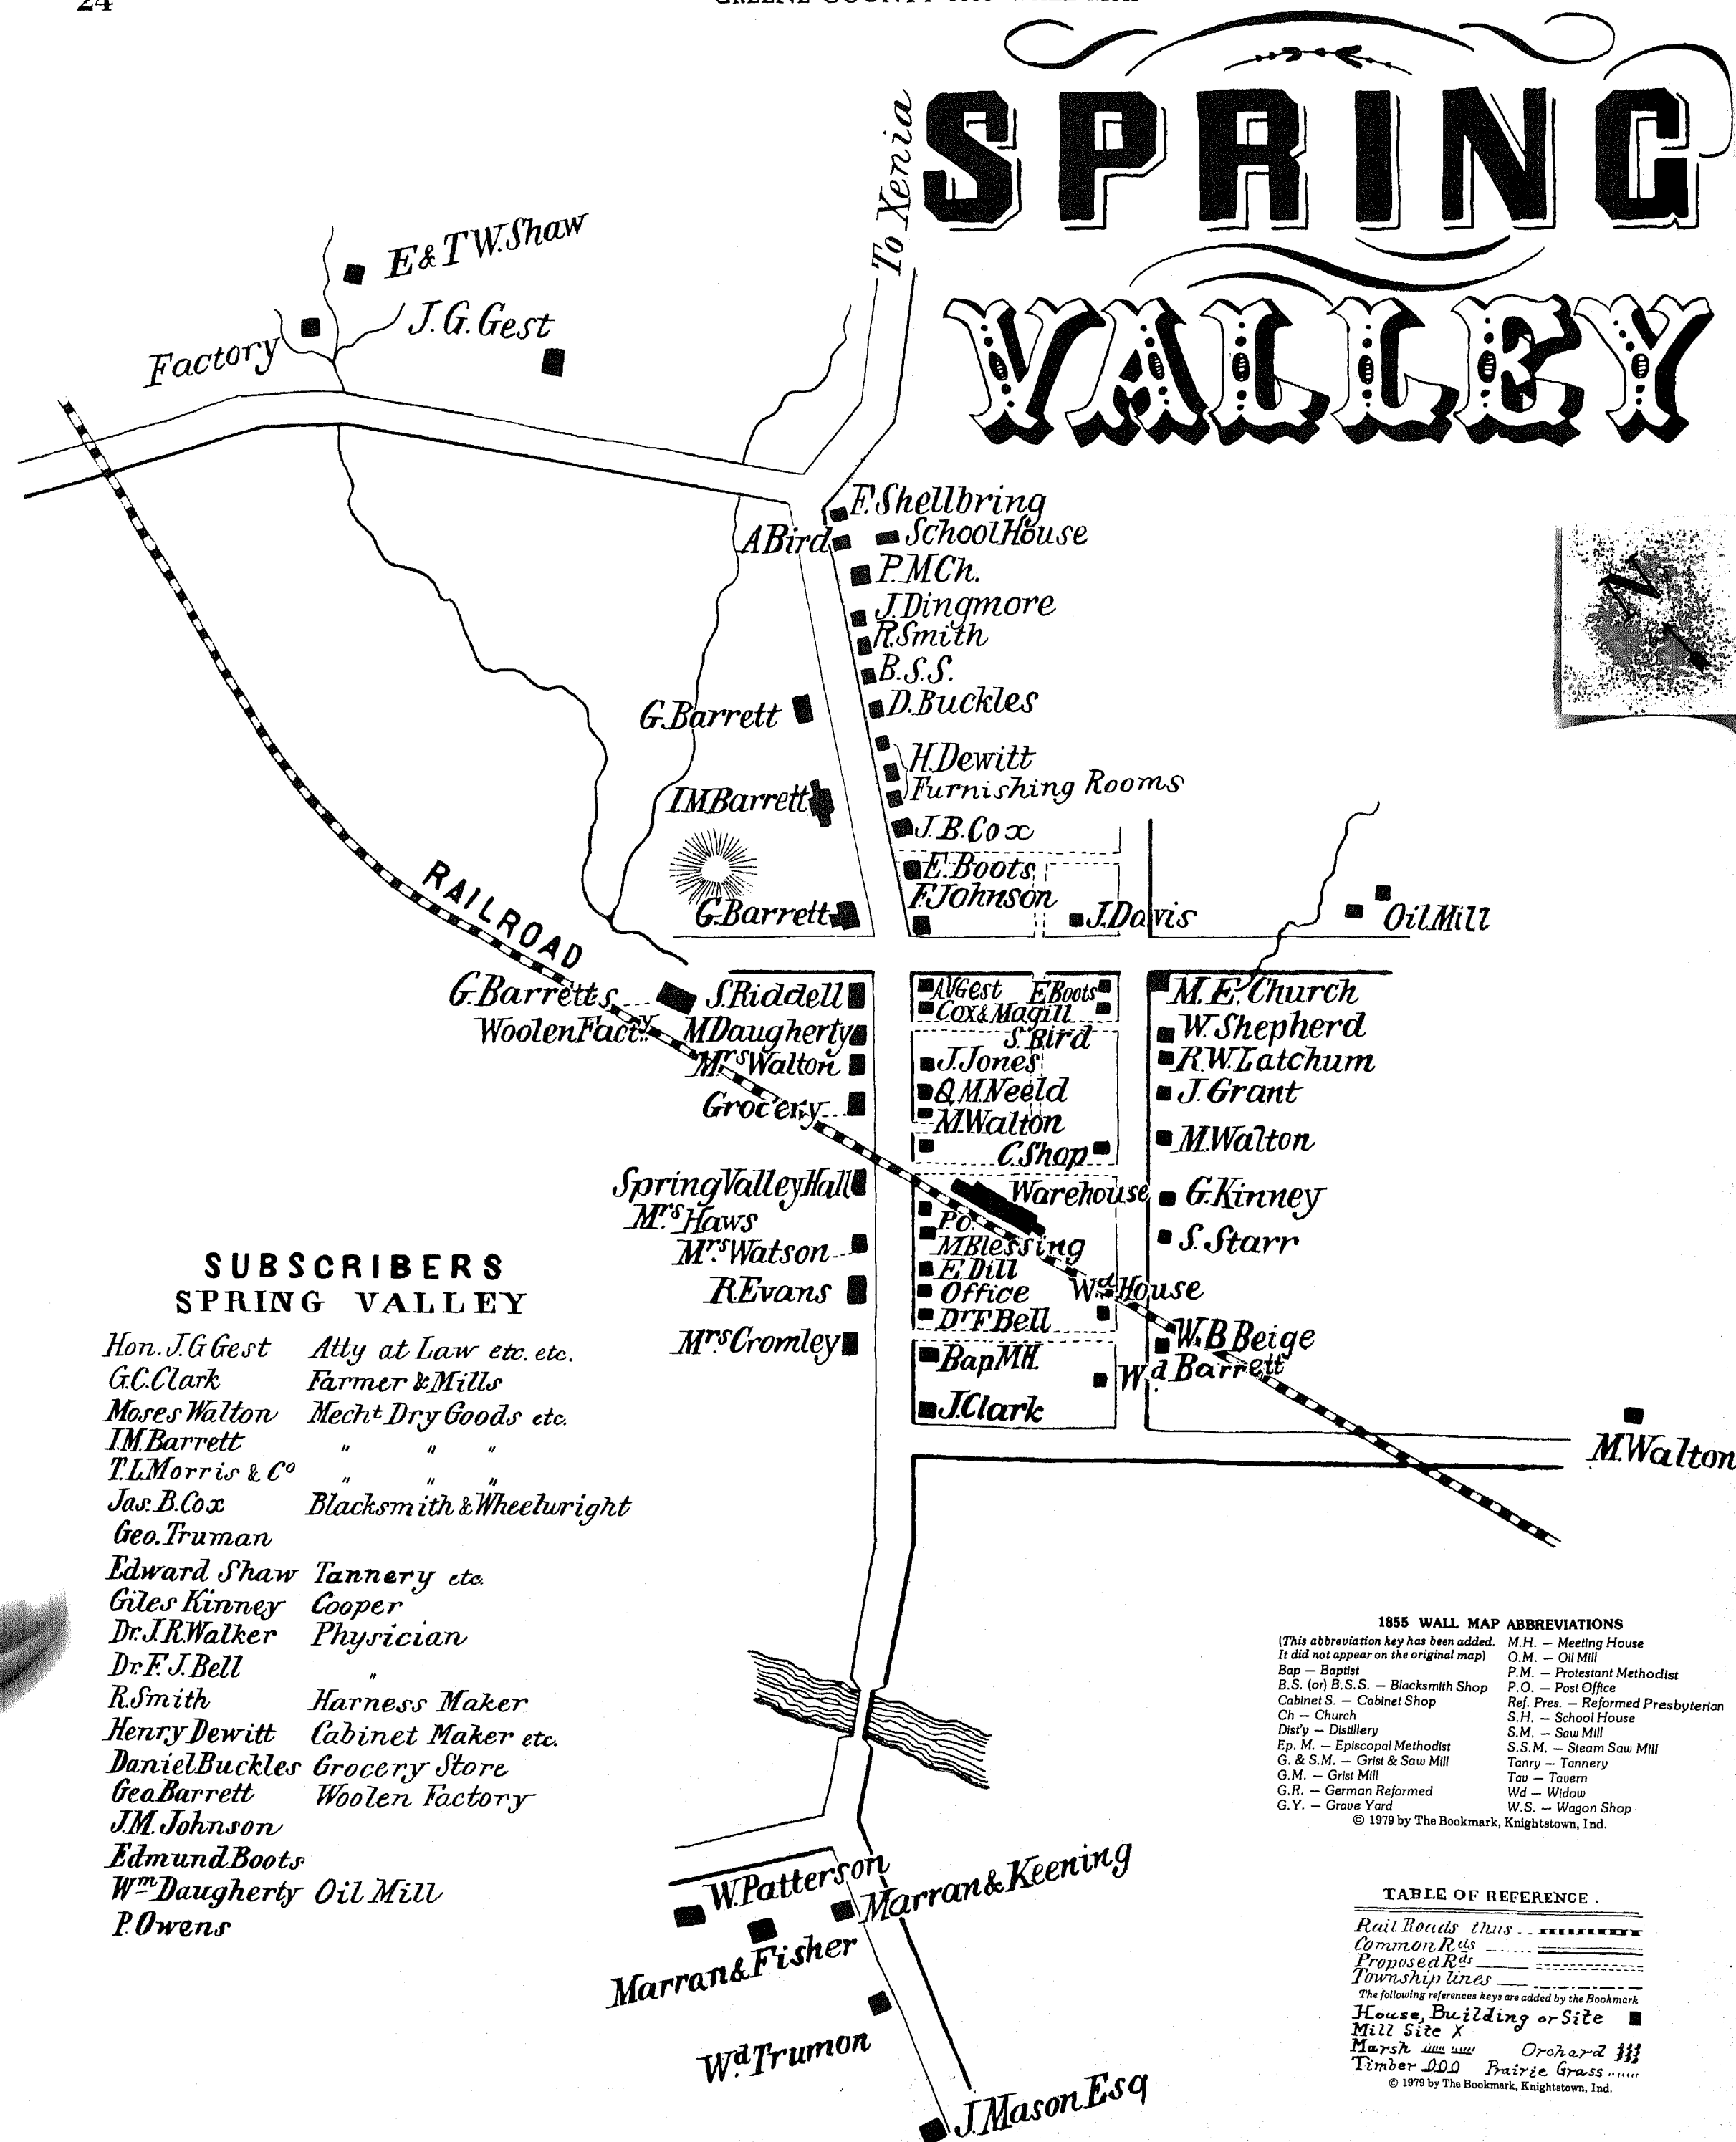 24
SPRING
VALLEY
To Xenia
E & T W. Shaw
J. G. Gest
Factory
F. Shellbring
A Bird
School House
P. M Ch.
J. Dingmore
R. Smith
B. S. S.
G. Barrett
D. Buckles
H. Dewitt
Furnishing Rooms
I M Barrett
J. B. Cox
E. Boots
F Johnson
G. Barrett
J. Davis
Oil Mill
N
RAILROAD
G. Barretts
Woolen Facty.
S. Riddell
M Daugherty
Mrs Walton
Grocery
A V Gest
E Boots
Cox & Magill
S. Bird
J. Jones
Q. M. Neeld
M. Walton
C. Shop
M. E. Church
W. Shepherd
R. W. Latchum
J. Grant
M. Walton
Spring Valley Hall
Mrs. Haws
Mrs. Watson
R Evans
Mrs. Cromley
Warehouse
P O.
M Blessing
E. Dill
Office
Dr F Bell
Bap M H.
J. Clark
G. Kinney
S. Starr
Wd. House
W. B Beige
Wd Barrett
M. Walton
SUBSCRIBERS
SPRING VALLEY
Hon. J. G Gest Atty at Law etc. etc.
G. C. Clark Farmer & Mills
Moses Walton Mecht Dry Goods etc.
I. M. Barrett " " "
T. L Morris & Co " " "
Jas. B. Cox Blacksmith & Wheelwright
Geo. Truman
Edward Shaw Tannery etc.
Giles Kinney Cooper
Dr. J. R. Walker Physician
Dr. F. J. Bell "
R. Smith Harness Maker
Henry Dewitt Cabinet Maker etc.
Daniel Buckles Grocery Store
Geo Barrett Woolen Factory
J. M. Johnson
Edmund Boots
Wm Daugherty Oil Mill
P. Owens
W. Patterson
Marran & Keening
Marran & Fisher
Wd. Trumon
J. Mason Esq
1855 WALL MAP ABBREVIATIONS
(This abbreviation key has been added.
It did not appear on the original map)
Bap — Baptist
B.S. (or) B.S.S. — Blacksmith Shop
Cabinet S. — Cabinet Shop
Ch — Church
Dist'y — Distillery
Ep. M. — Episcopal Methodist
G. & S.M. — Grist & Saw Mill
G.M. — Grist Mill
G.R. — German Reformed
G.Y. — Grave Yard
M.H. — Meeting House
O.M. — Oil Mill
P.M. — Protestant Methodist
P.O. — Post Office
Ref. Pres. — Reformed Presbyterian
S.H. — School House
S.M. — Saw Mill
S.S.M. — Steam Saw Mill
Tanry — Tannery
Tav — Tavern
Wd — Widow
W.S. — Wagon Shop
© 1979 by The Bookmark, Knightstown, Ind.
TABLE OF REFERENCE.
Rail Roads thus
Common Rds
Proposed Rds
Township lines
The following references keys are added by the Bookmark
House, Building or Site
Mill Site X
Marsh Orchard
Timber Prairie Grass
© 1979 by The Bookmark, Knightstown, Ind.